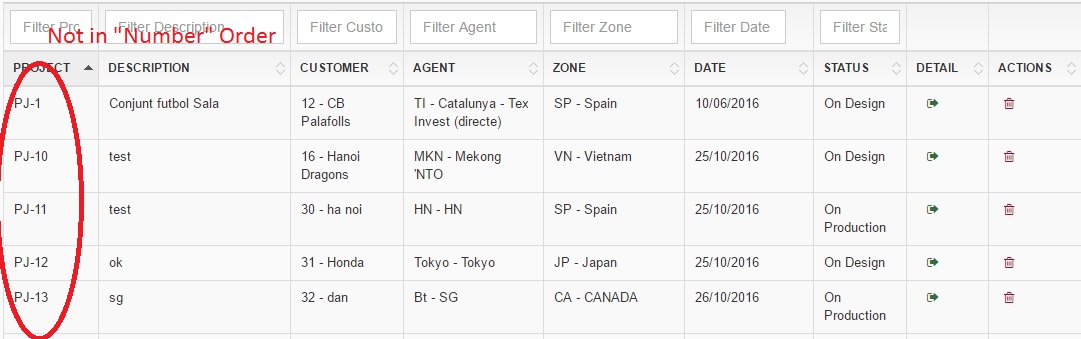 Filter Pro Filter Description Filter Custo Filter Agent Filter Zone Filter Date Filter Sta
Not in "Number" Order
PROJECT DESCRIPTION CUSTOMER AGENT ZONE DATE STATUS DETAIL ACTIONS
PJ-1 Conjunt futbol Sala 12 - CB TI - Catalunya - Tex SP - Spain 10/06/2016 On Design
Palafolls Invest (directe)
PJ-10 test 16 - Hanoi MKN - Mekong VN - Vietnam 25/10/2016 On Design
Dragons 'NTO
PJ-11 test 30 - ha noi HN - HN SP - Spain 25/10/2016 On
Production
PJ-12 ok 31 - Honda Tokyo - Tokyo JP - Japan 25/10/2016 On Design
PJ-13 sg 32 - dan Bt - SG CA - CANADA 26/10/2016 On
Production